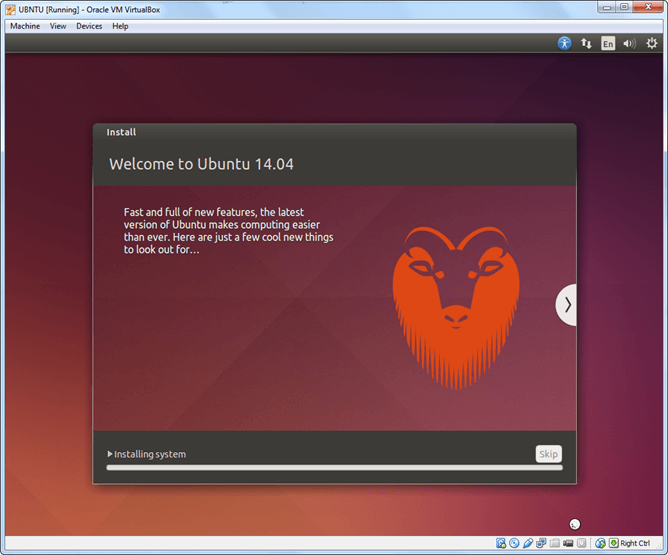 UBNTU [Running] - Oracle VM VirtualBox
Machine View Devices Help
En
Install
Welcome to Ubuntu 14.04
Fast and full of new features, the latest
version of Ubuntu makes computing easier
than ever. Here are just a few cool new things
to look out for...
Installing system
Skip
Right Ctrl